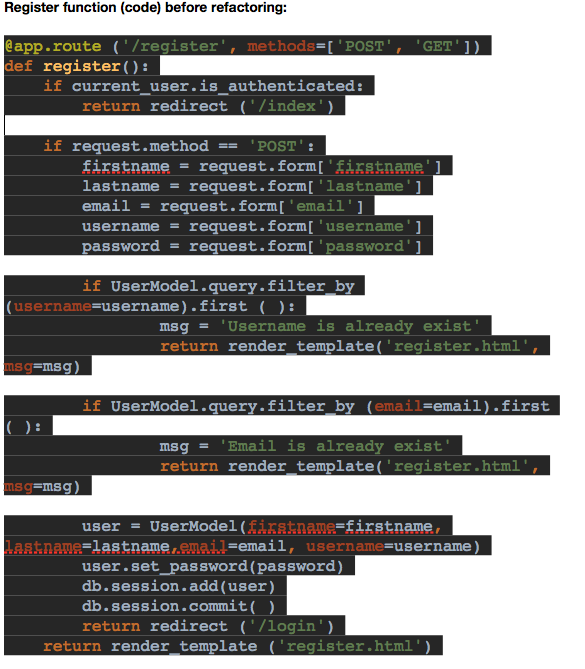 Register function (code) before refactoring:
@app.route ('/register', methods=['POST', 'GET'])
def register():
if current_user.is_authenticated:
return redirect ('/index')
if request.method == 'POST':
firstname = request.form['firstname']
lastname = request.form['lastname']
email = request.form['email']
username = request.form['username']
password = request.form['password']
if UserModel.query.filter_by
(username=username).first ( ):
msg = 'Username is already exist'
return render_template('register.html',
msg=msg)
if UserModel.query.filter_by (email=email).first
( ):
msg = 'Email is already exist'
return render_template('register.html',
msg=msg)
user = UserModel(firstname=firstname,
lastname=lastname,email=email, username=username)
user.set_password(password)
db.session.add(user)
db.session.commit( )
return redirect ('/login')
return render_template ('register.html')